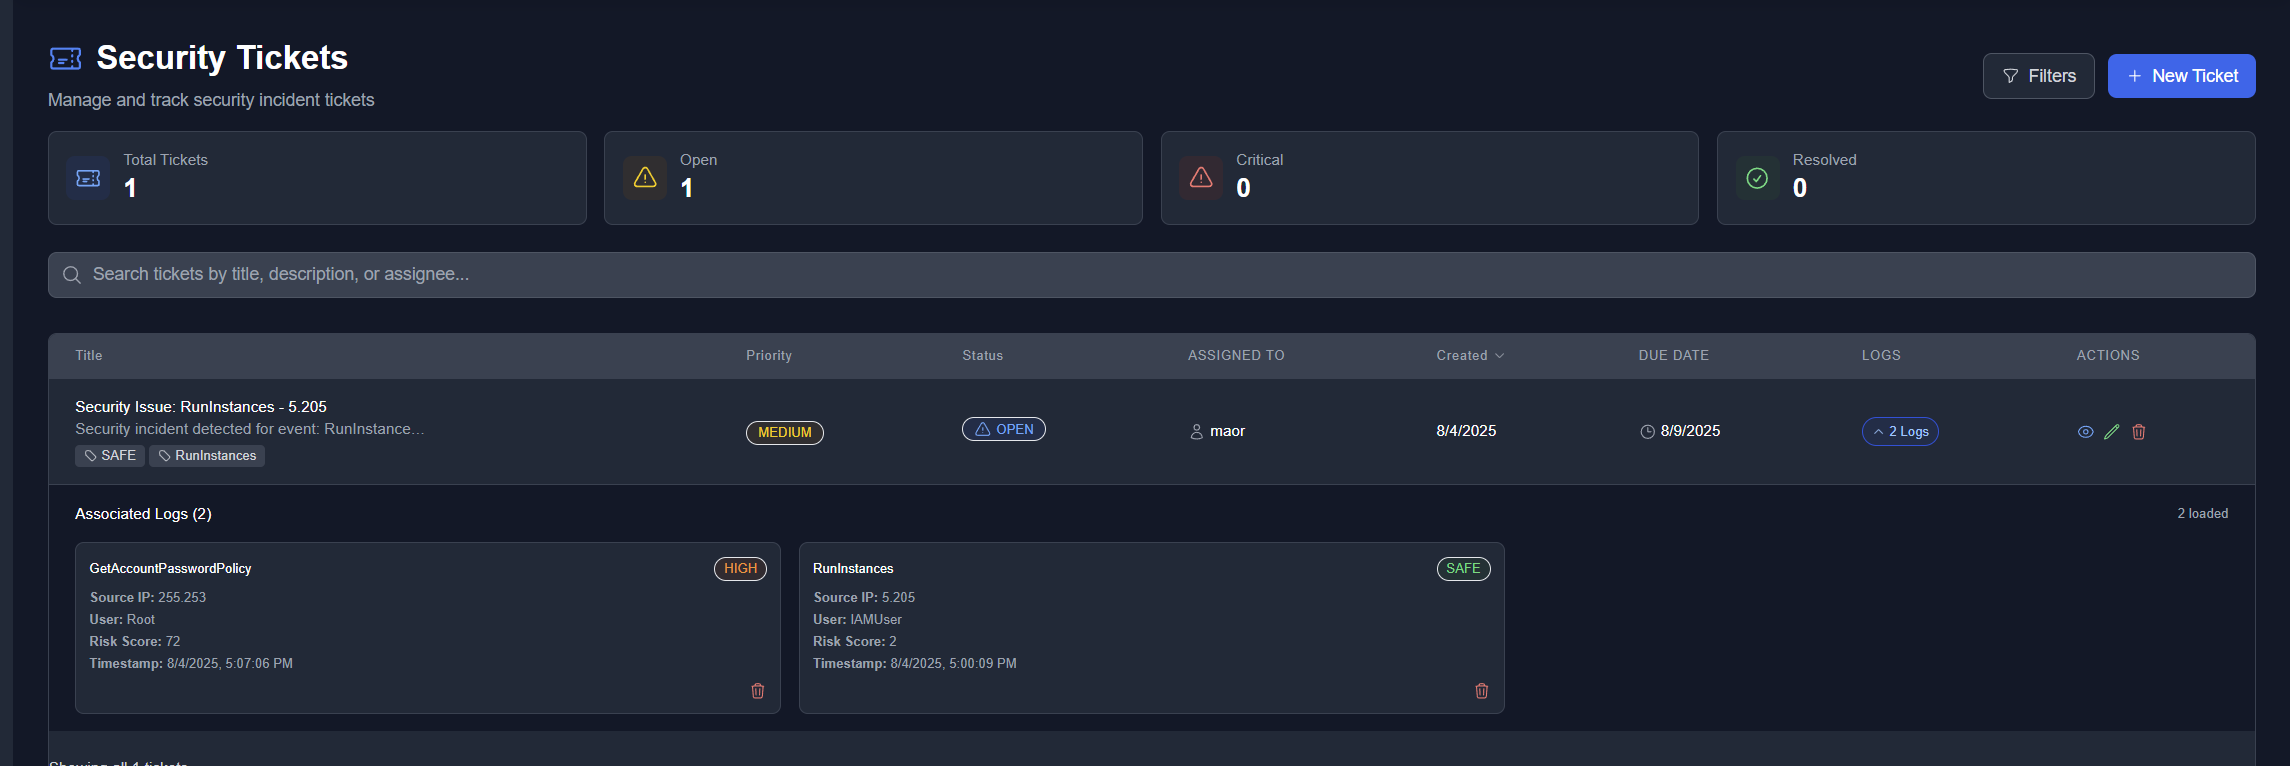 Security Tickets
Manage and track security incident tickets
Filters
New Ticket
Total Tickets
1
Open
1
Critical
0
Resolved
0
Search tickets by title, description, or assignee...
Title Priority Status ASSIGNED TO Created DUE DATE LOGS ACTIONS
Security Issue: RunInstances - 5.205
Security incident detected for event: RunInstance...
SAFE RunInstances
MEDIUM
OPEN
maor
8/4/2025
8/9/2025
2 Logs
Associated Logs (2)
2 loaded
GetAccountPasswordPolicy
HIGH
Source IP: 255.253
User: Root
Risk Score: 72
Timestamp: 8/4/2025, 5:07:06 PM
RunInstances
SAFE
Source IP: 5.205
User: IAMUser
Risk Score: 2
Timestamp: 8/4/2025, 5:00:09 PM
Showing all 1 tickets